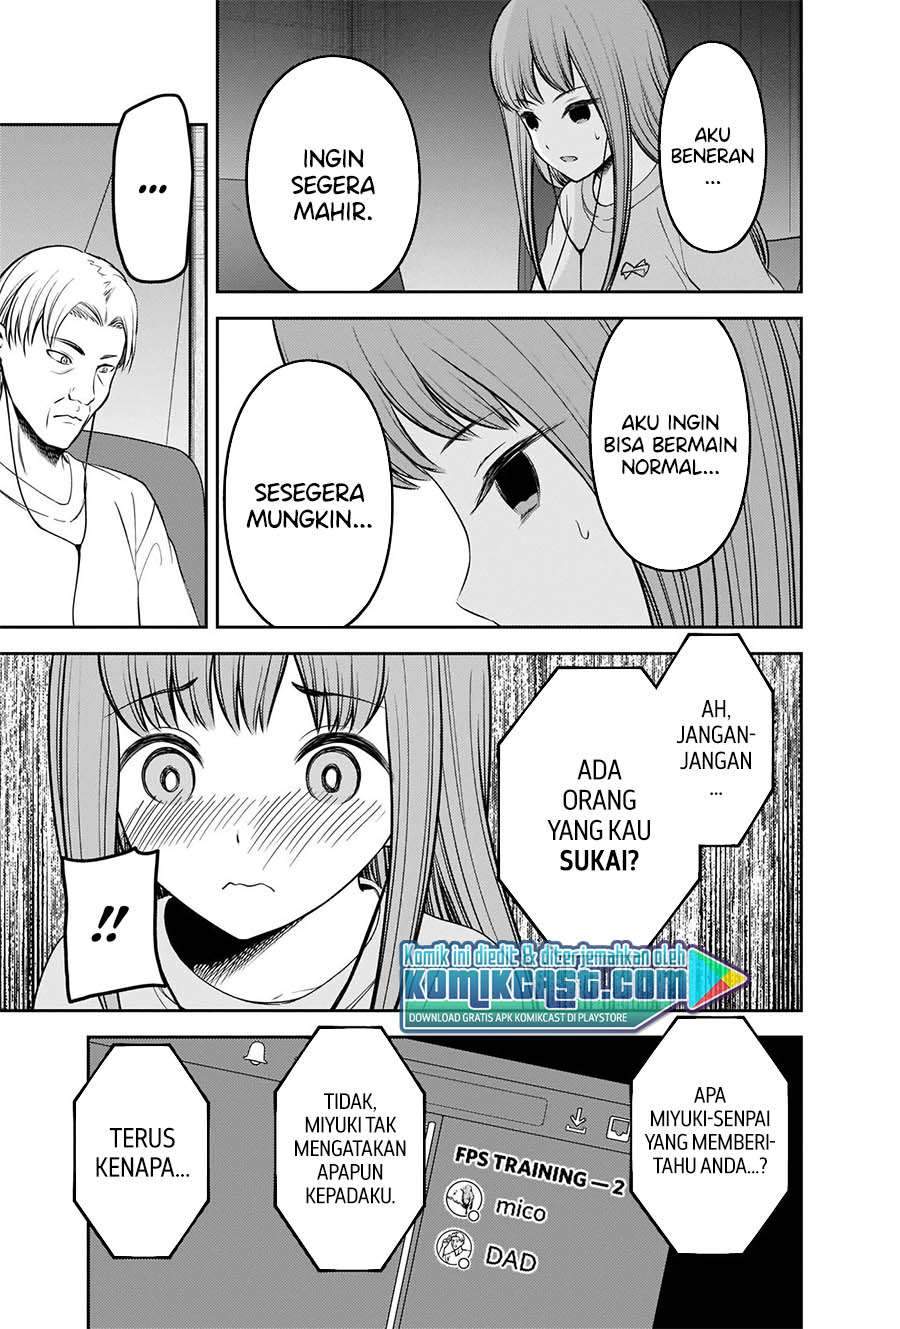 AKU
BENERAN
...
INGIN
SEGERA
MAHIR.
...
AKU INGIN
BISA BERMAIN
NORMAL...
SESEGERA
MUNGKIN...
AH,
JANGAN-
JANGAN
...
ADA
ORANG
YANG KAU
SUKAI?
!!
Komik ini diedit & diterjemahkan oleh
KOMIKCAST.COM
DOWNLOAD GRATIS APK KOMIKCAST DI PLAYSTORE
APA
MIYUKI-SENPAI
YANG MEMBERI-
TAHU ANDA...?
FPS TRAINING — 2
mico
DAD
TIDAK,
MIYUKI TAK
MENGATAKAN
APAPUN
KEPADAKU.
TERUS
KENAPA...